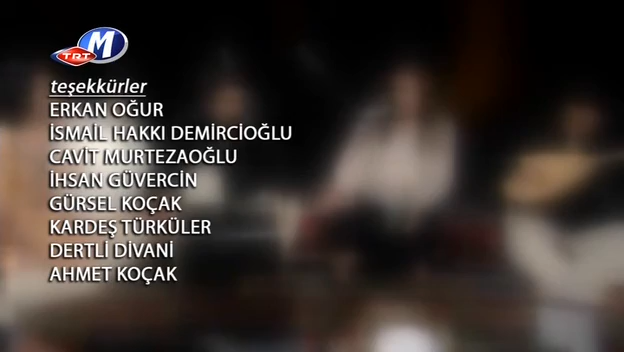 M
TRT
teşekkürler
ERKAN OĞUR
İSMAİL HAKKI DEMİRCİOĞLU
CAVİT MURTEZAOĞLU
İHSAN GÜVERCİN
GÜRSEL KOÇAK
KARDEŞ TÜRKÜLER
DERTLİ DİVANİ
AHMET KOÇAK